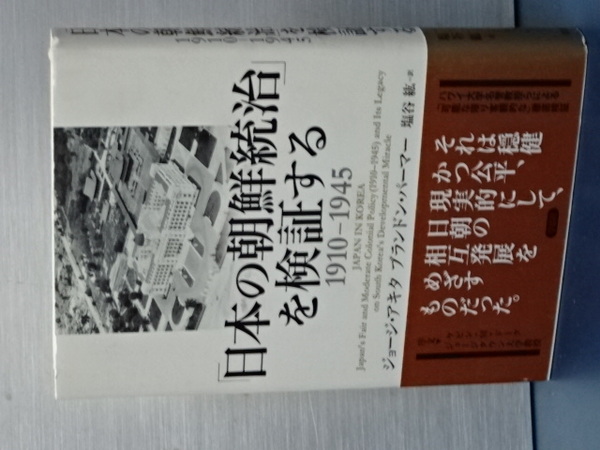 「日本の朝鮮統治」
を検証する
1910–1945
JAPAN IN KOREA
Japan's Fair and Moderate Colonial Policy (1910–1945) and Its Legacy
on South Korea's Developmental Miracle
ジョージ・アキタ ブランドン・パーマー 塩谷 紘=訳
それは穏健
かつ公平、
現実的にして、
日朝の
相互発展を
めざす
ものだった。